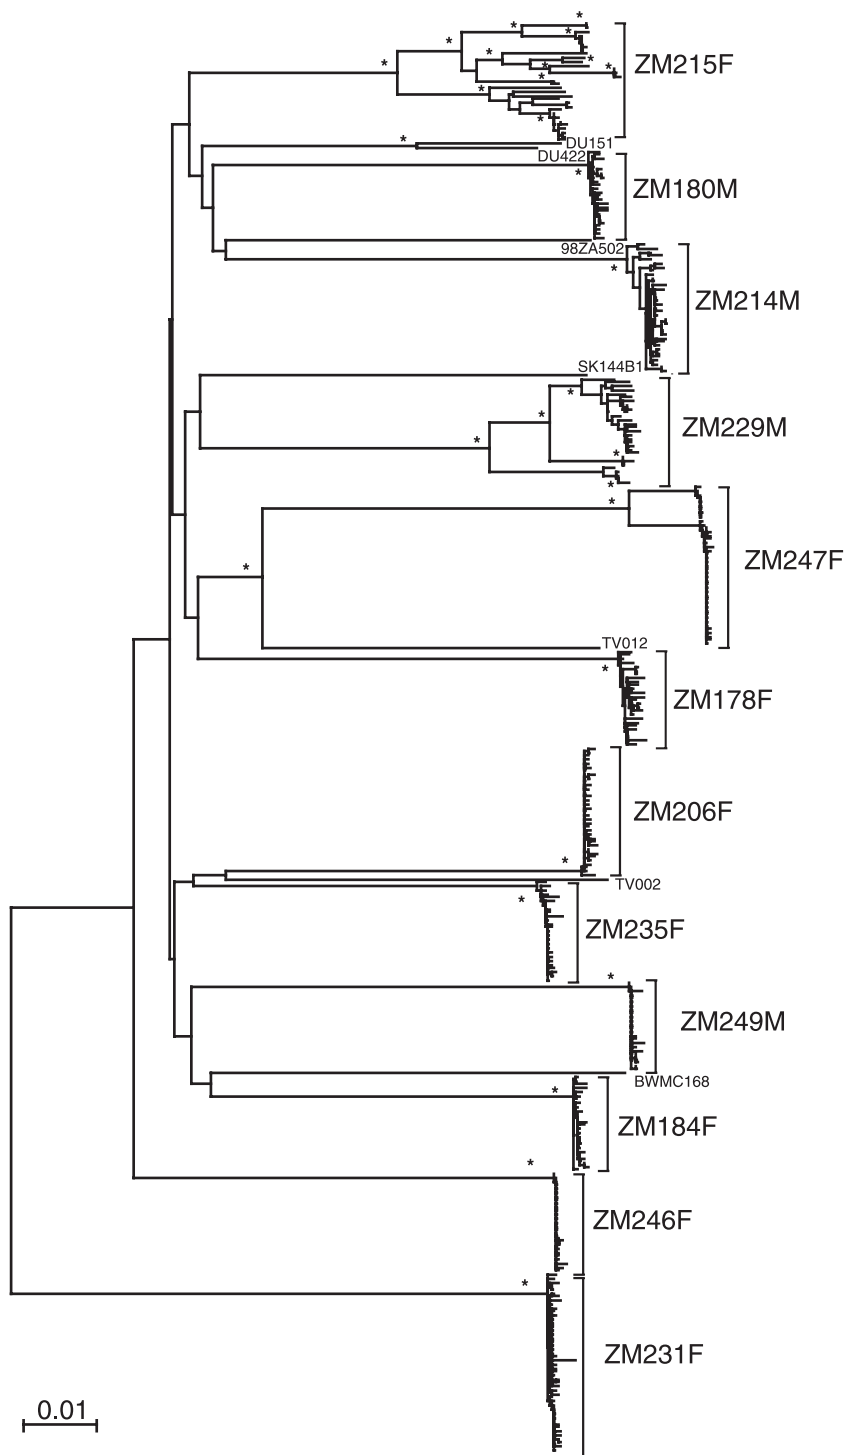 ZM215F
DU151
DU422
ZM180M
98ZA502
ZM214M
SK144B1
ZM229M
ZM247F
TV012
ZM178F
ZM206F
TV002
ZM235F
ZM249M
BWMC168
ZM184F
ZM246F
ZM231F
0.01